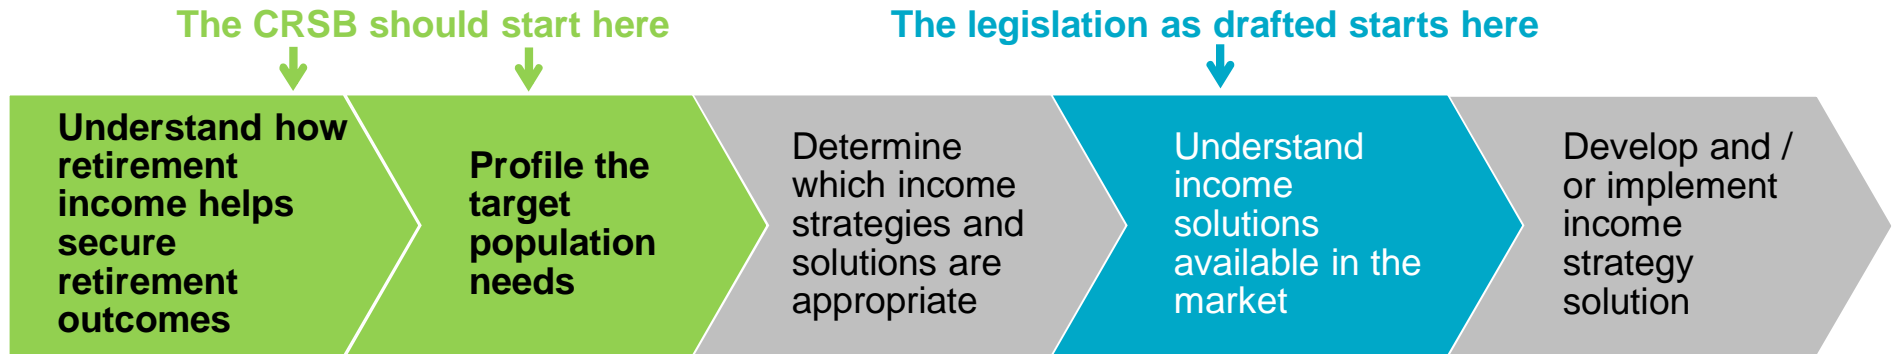 The CRSB should start here
The legislation as drafted starts here
Understand how
retirement
income helps
secure
retirement
outcomes
Profile the
target
population
needs
Determine
which income
strategies and
solutions are
appropriate
Understand
income
solutions
available in the
market
Develop and /
or implement
income
strategy
solution